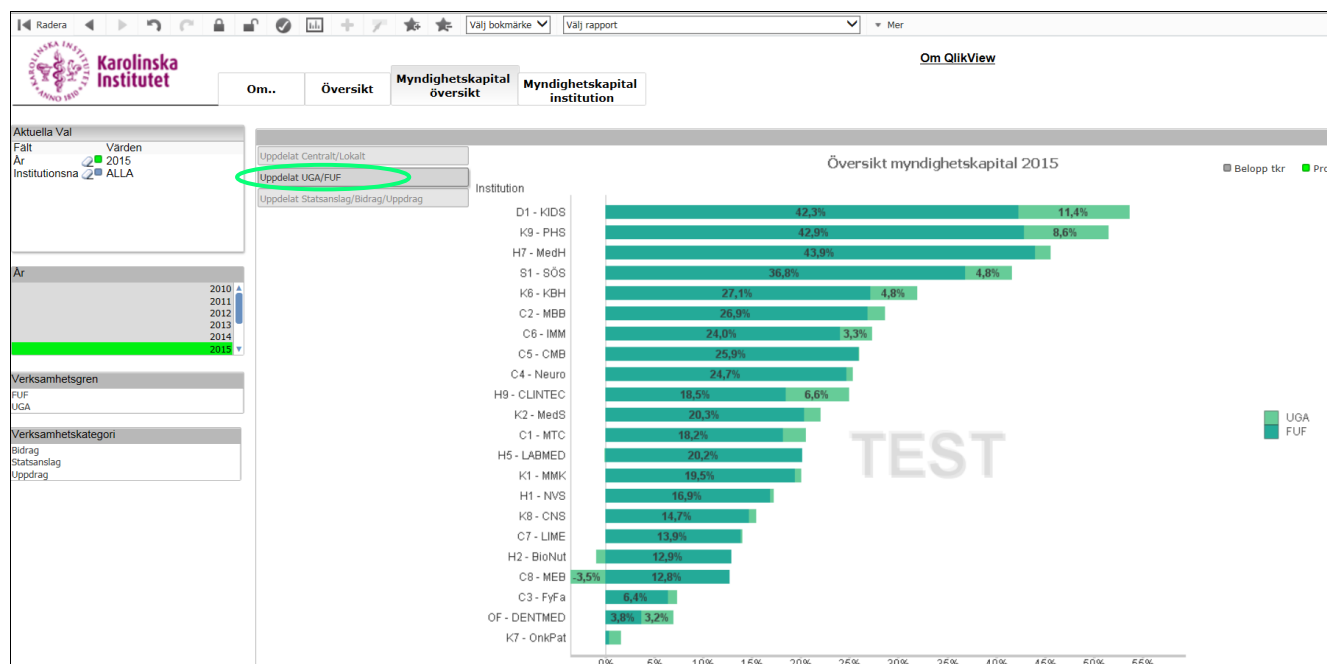 Radera
Välj bokmärke
Välj rapport
Mer
KAROLINSKA INSTITUTET
ANNO 1810
Karolinska
Institutet
Om QlikView
Om..
Översikt
Myndighetskapital
översikt
Myndighetskapital
institution
Aktuella Val
Fält Värden
År 2015
Institutionsna ALLA
År
2010
2011
2012
2013
2014
2015
Verksamhetsgren
FUF
UGA
Verksamhetskategori
Bidrag
Statsanslag
Uppdrag
Uppdelat Centralt/Lokalt
Uppdelat UGA/FUF
Uppdelat Statsanslag/Bidrag/Uppdrag
Översikt myndighetskapital 2015
Belopp tkr Pro
Institution
D1 - KIDS 42,3% 11,4%
K9 - PHS 42,9% 8,6%
H7 - MedH 43,9%
S1 - SÖS 36,8% 4,8%
K6 - KBH 27,1% 4,8%
C2 - MBB 26,9%
C6 - IMM 24,0% 3,3%
C5 - CMB 25,9%
C4 - Neuro 24,7%
H9 - CLINTEC 18,5% 6,6%
K2 - MedS 20,3%
C1 - MTC 18,2%
H5 - LABMED 20,2%
K1 - MMK 19,5%
H1 - NVS 16,9%
K8 - CNS 14,7%
C7 - LIME 13,9%
H2 - BioNut 12,9%
C8 - MEB -3,5% 12,8%
C3 - FyFa 6,4%
OF - DENTMED 3,8% 3,2%
K7 - OnkPat
0% 5% 10% 15% 20% 25% 30% 35% 40% 45% 50% 55%
TEST
UGA
FUF